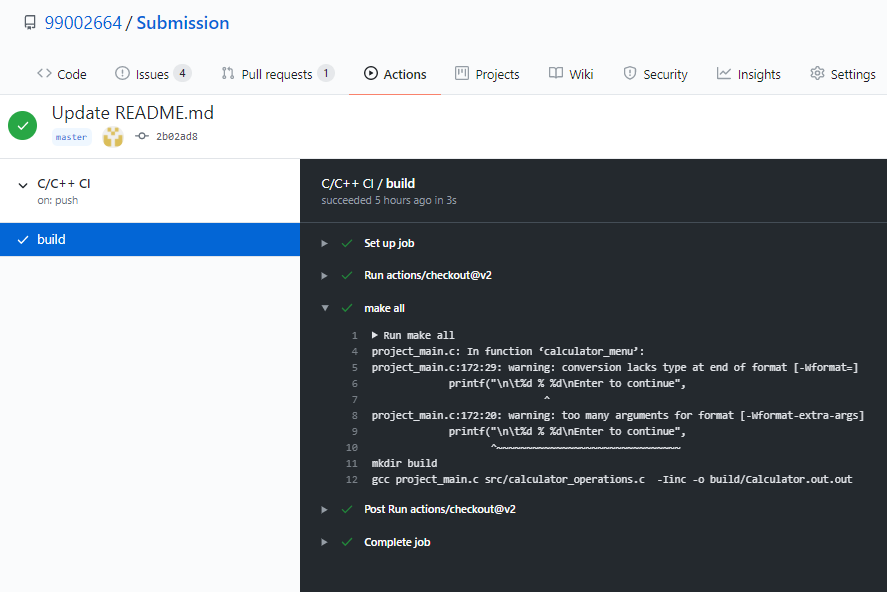 99002664 / Submission
Code Issues 4 Pull requests 1 Actions Projects Wiki Security Insights Settings
Update README.md
master 2b02ad8
C/C++ CI
on: push
build
C/C++ CI / build
succeeded 5 hours ago in 3s
Set up job
Run actions/checkout@v2
make all
1 Run make all
4 project_main.c: In function ‘calculator_menu’:
5 project_main.c:172:29: warning: conversion lacks type at end of format [-Wformat=]
6 printf("\n\t%d % %d\nEnter to continue",
7 ^
8 project_main.c:172:20: warning: too many arguments for format [-Wformat-extra-args]
9 printf("\n\t%d % %d\nEnter to continue",
10 ^~~~~~~~~~~~~~~~~~~~~~~~~~~~~~~~
11 mkdir build
12 gcc project_main.c src/calculator_operations.c  -Iinc -o build/Calculator.out.out
Post Run actions/checkout@v2
Complete job